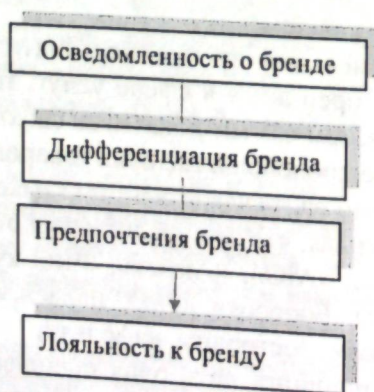 Осведомленность о бренде
Дифференциация бренда
Предпочтения бренда
Лояльность к бренду